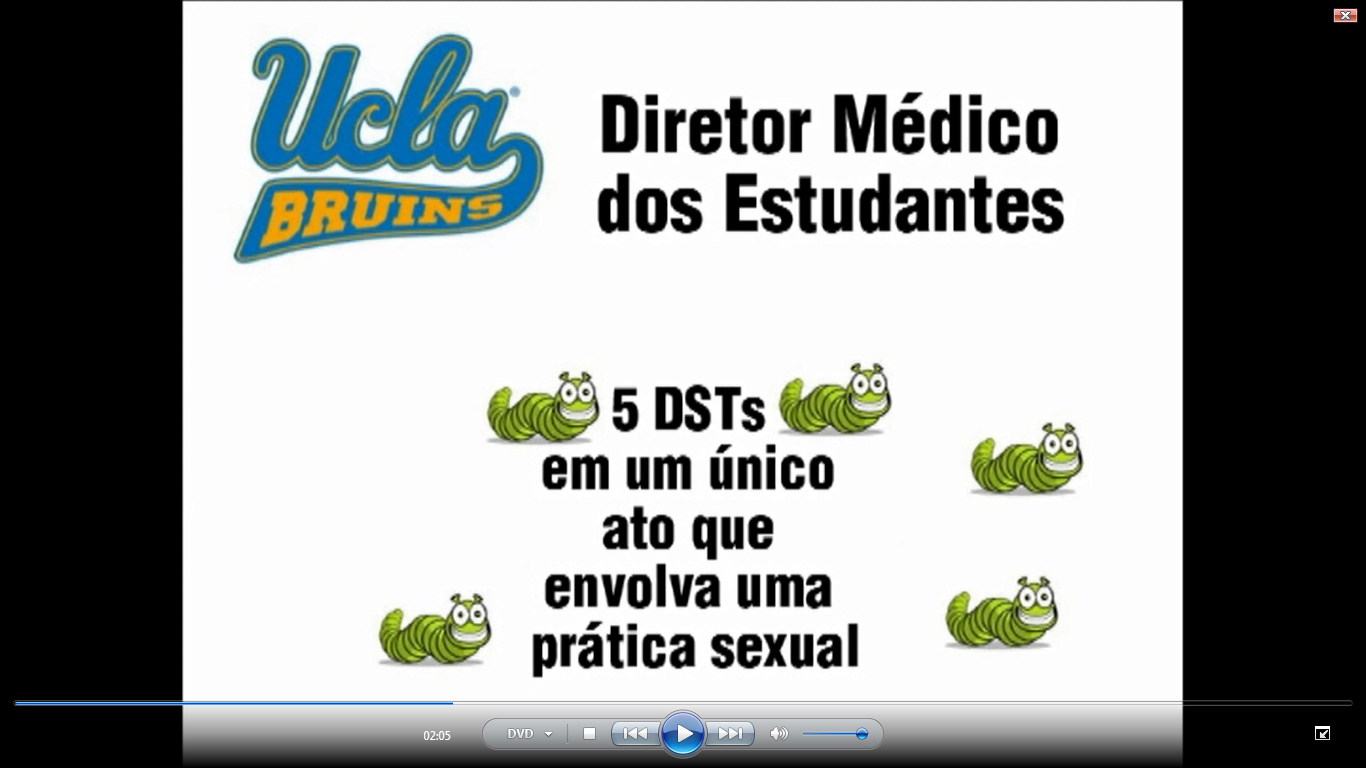 Ucla
BRUINS
Diretor Médico
dos Estudantes
5 DSTs
em um único
ato que
envolva uma
prática sexual
02:05
DVD